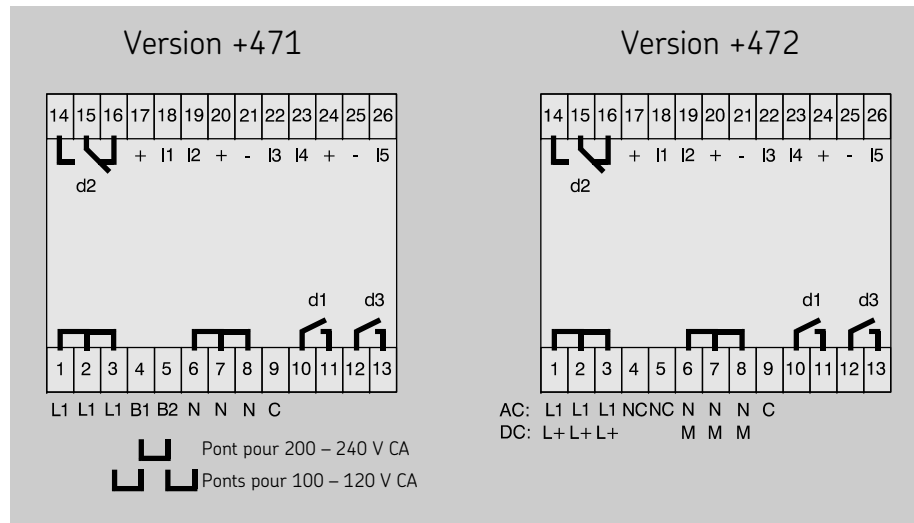 Version +471
14 15 16 17 18 19 20 21 22 23 24 25 26
+ I1 I2 + - I3 I4 + - I5
d2
d1 d3
1 2 3 4 5 6 7 8 9 10 11 12 13
L1 L1 L1 B1 B2 N N N C
Pont pour 200 – 240 V CA
Ponts pour 100 – 120 V CA
Version +472
14 15 16 17 18 19 20 21 22 23 24 25 26
+ I1 I2 + - I3 I4 + - I5
d2
d1 d3
1 2 3 4 5 6 7 8 9 10 11 12 13
AC: L1 L1 L1 NC NC N N N C
DC: L+ L+ L+ M M M